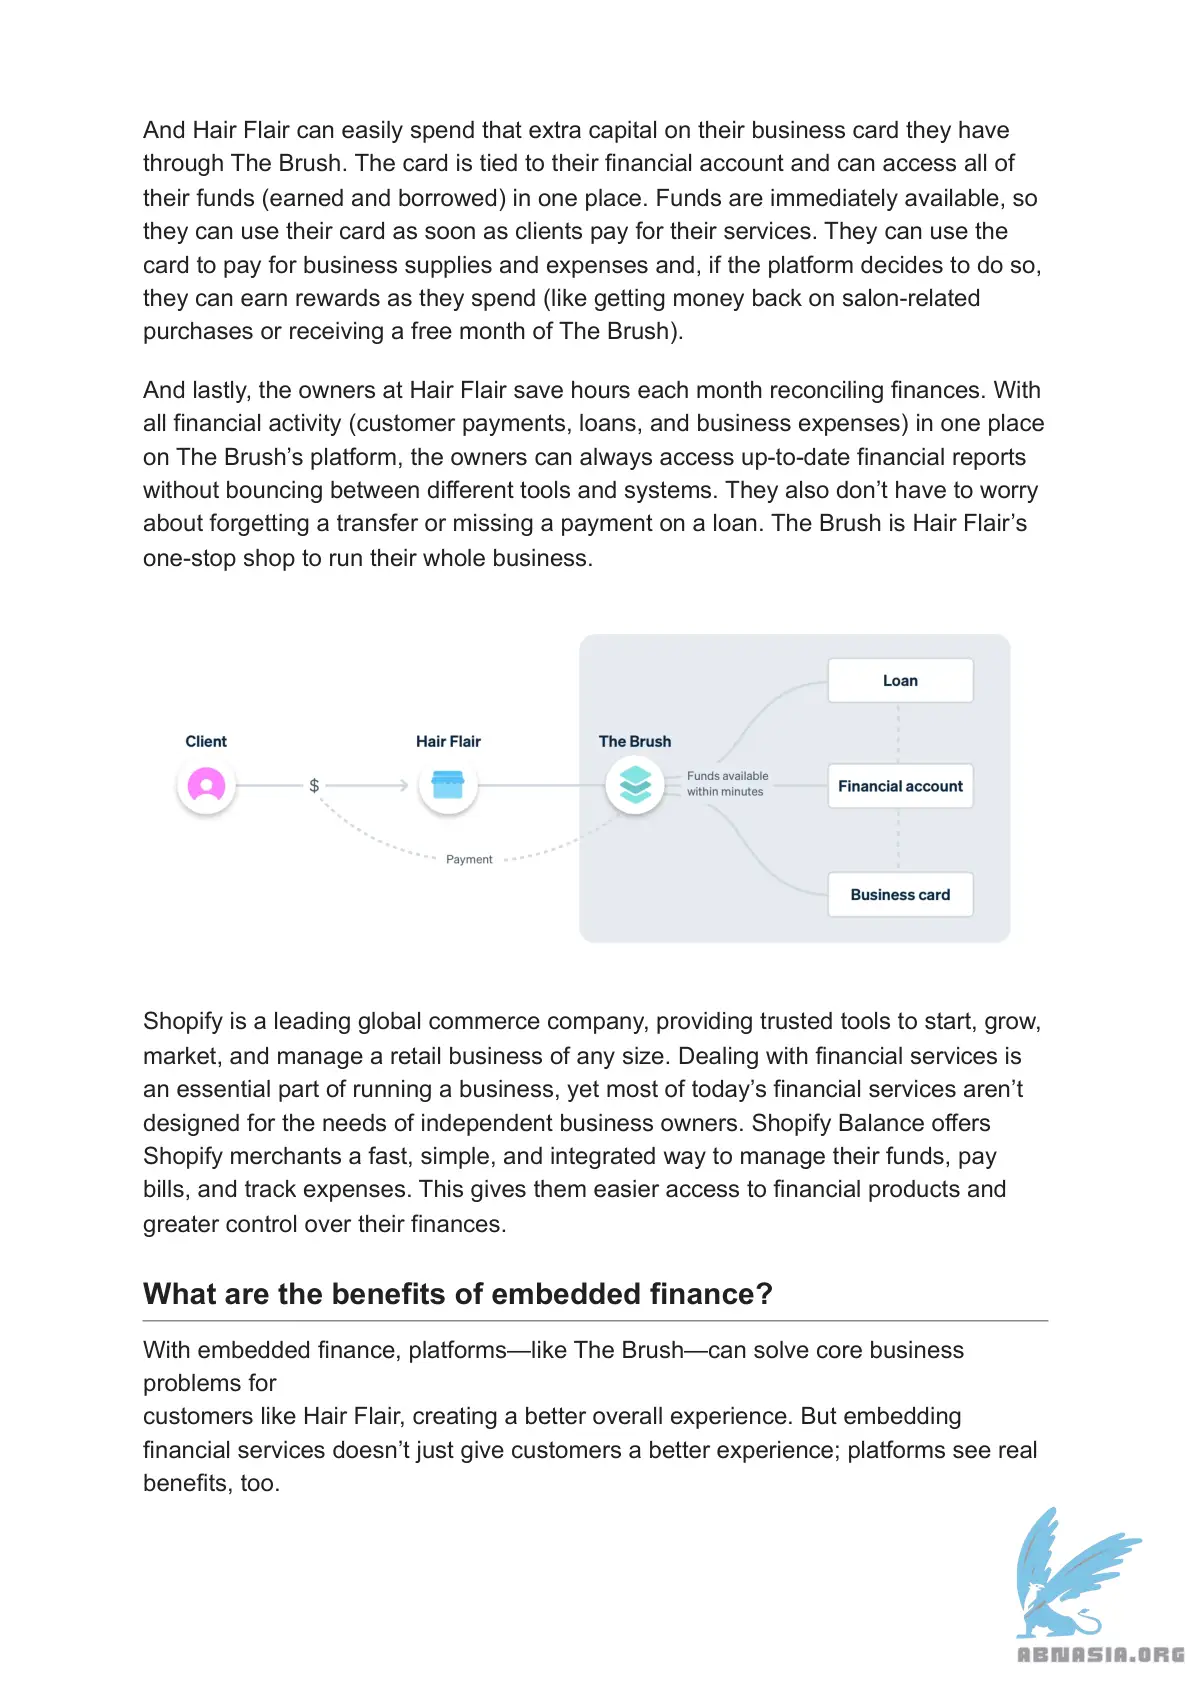 And Hair Flair can easily spend that extra capital on their business card they have
through The Brush. The card is tied to their financial account and can access all of
their funds (earned and borrowed) in one place. Funds are immediately available, so
they can use their card as soon as clients pay for their services. They can use the
card to pay for business supplies and expenses and, if the platform decides to do so,
they can earn rewards as they spend (like getting money back on salon-related
purchases or receiving a free month of The Brush).
And lastly, the owners at Hair Flair save hours each month reconciling finances. With
all financial activity (customer payments, loans, and business expenses) in one place
on The Brush’s platform, the owners can always access up-to-date financial reports
without bouncing between different tools and systems. They also don’t have to worry
about forgetting a transfer or missing a payment on a loan. The Brush is Hair Flair’s
one-stop shop to run their whole business.
Loan
Client
Hair Flair
The Brush
$
Funds available
within minutes
Financial account
Payment
Business card
Shopify is a leading global commerce company, providing trusted tools to start, grow,
market, and manage a retail business of any size. Dealing with financial services is
an essential part of running a business, yet most of today’s financial services aren’t
designed for the needs of independent business owners. Shopify Balance offers
Shopify merchants a fast, simple, and integrated way to manage their funds, pay
bills, and track expenses. This gives them easier access to financial products and
greater control over their finances.
What are the benefits of embedded finance?
With embedded finance, platforms—like The Brush—can solve core business
problems for
customers like Hair Flair, creating a better overall experience. But embedding
financial services doesn’t just give customers a better experience; platforms see real
benefits, too.
ABNASIA.ORG